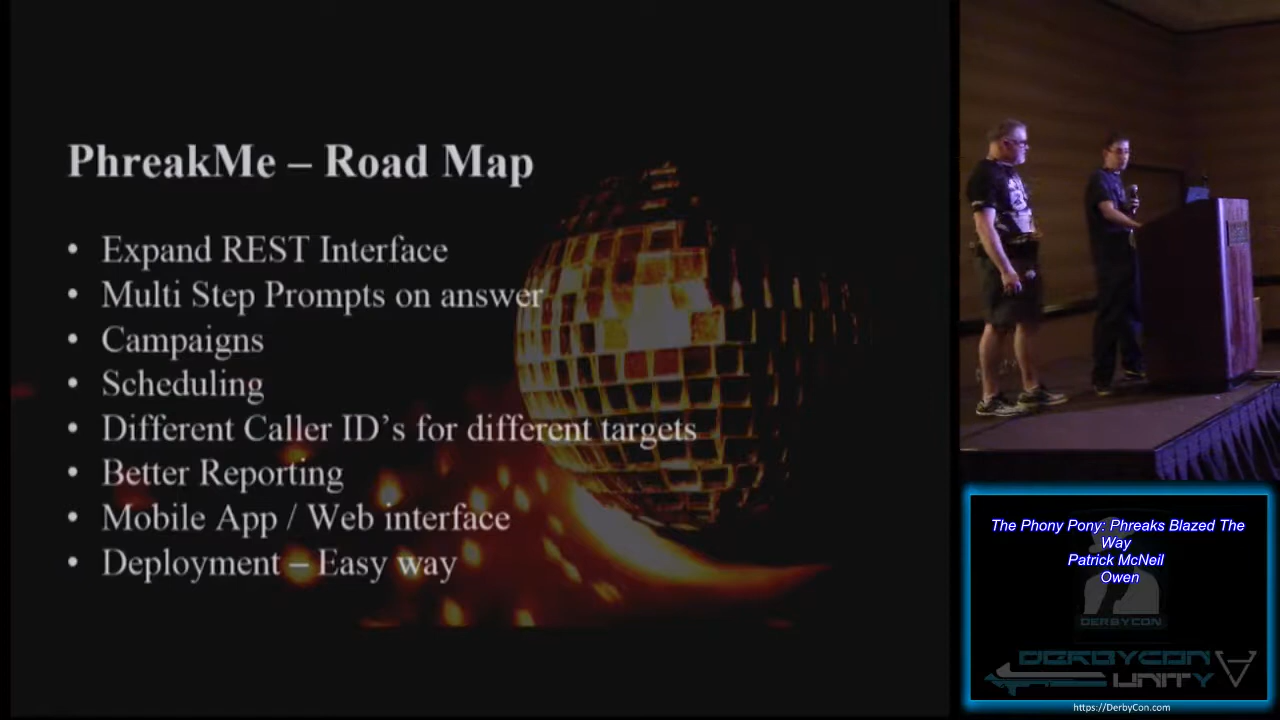 PhreakMe – Road Map
• Expand REST Interface
• Multi Step Prompts on answer
• Campaigns
• Scheduling
• Different Caller ID’s for different targets
• Better Reporting
• Mobile App / Web interface
• Deployment – Easy way
The Phony Pony: Phreaks Blazed The
Way
Patrick McNeil
Owen
DERBYCON
DERBYCON
UNITY
https://DerbyCon.com